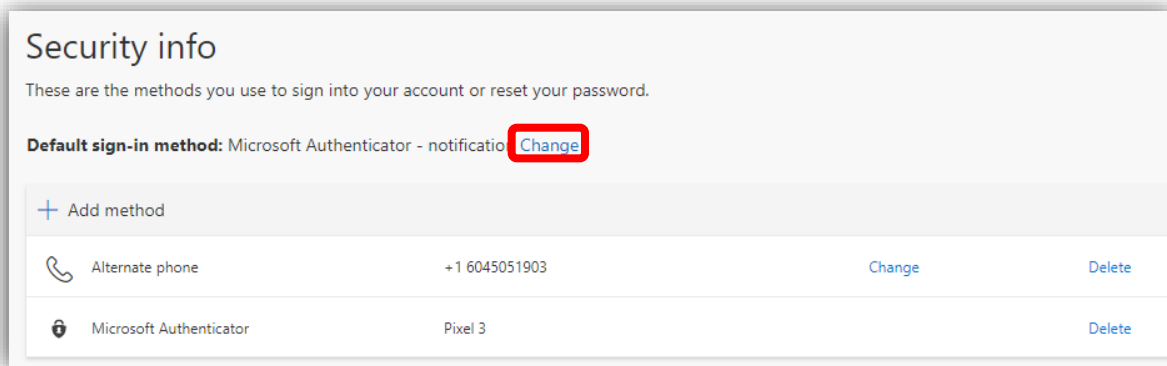 Security info
These are the methods you use to sign into your account or reset your password.
Default sign-in method: Microsoft Authenticator - notification Change
Add method
Alternate phone +1 6045051903 Change Delete
Microsoft Authenticator Pixel 3 Delete